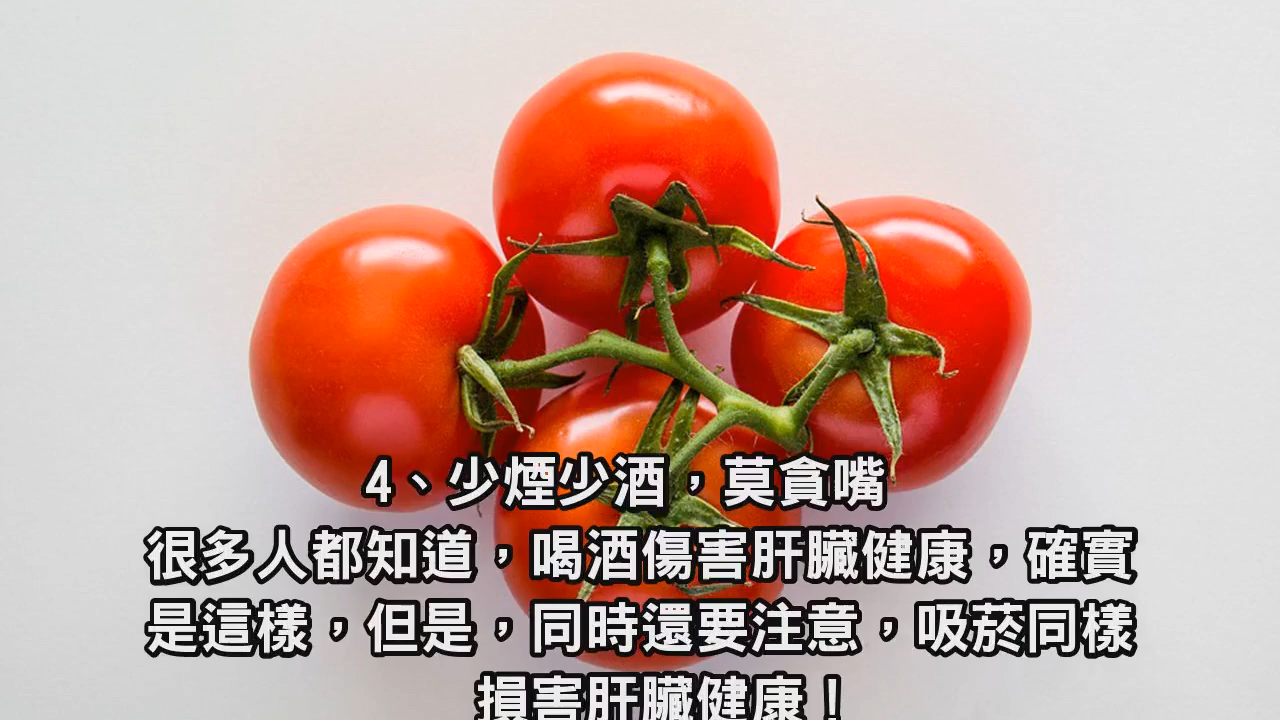 4、少煙少酒，莫貪嘴
很多人都知道，喝酒傷害肝臟健康，確實
是這樣，但是，同時還要注意，吸菸同樣
損害肝臟健康！